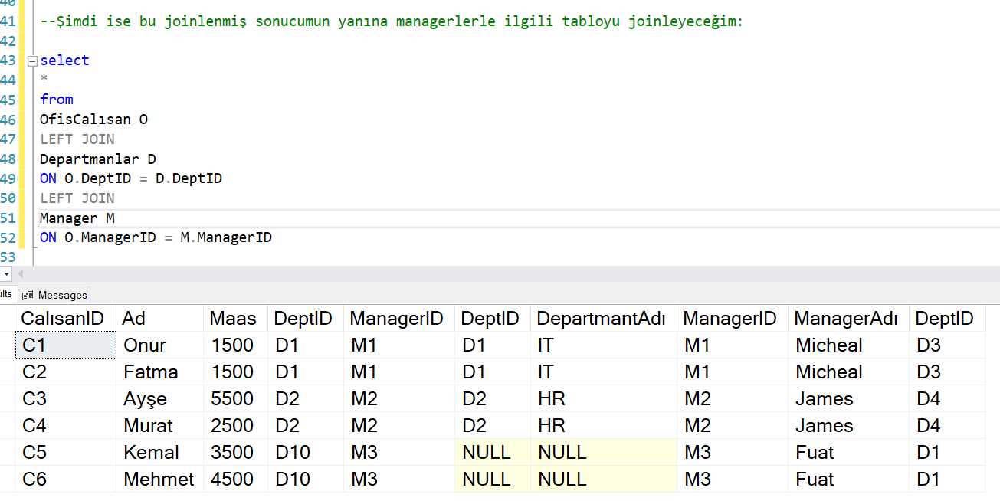 40
41 --Şimdi ise bu joinlenmiş sonucumun yanına managerlerle ilgili tabloyu joinleyeceğim:
42
43 select
44 *
45 from
46 OfisCalısan O
47 LEFT JOIN
48 Departmanlar D
49 ON O.DeptID = D.DeptID
50 LEFT JOIN
51 Manager M
52 ON O.ManagerID = M.ManagerID
53
ults Messages
CalısanID Ad Maas DeptID ManagerID DeptID DepartmantAdı ManagerID ManagerAdı DeptID
C1 Onur 1500 D1 M1 D1 IT M1 Micheal D3
C2 Fatma 1500 D1 M1 D1 IT M1 Micheal D3
C3 Ayşe 5500 D2 M2 D2 HR M2 James D4
C4 Murat 2500 D2 M2 D2 HR M2 James D4
C5 Kemal 3500 D10 M3 NULL NULL M3 Fuat D1
C6 Mehmet 4500 D10 M3 NULL NULL M3 Fuat D1